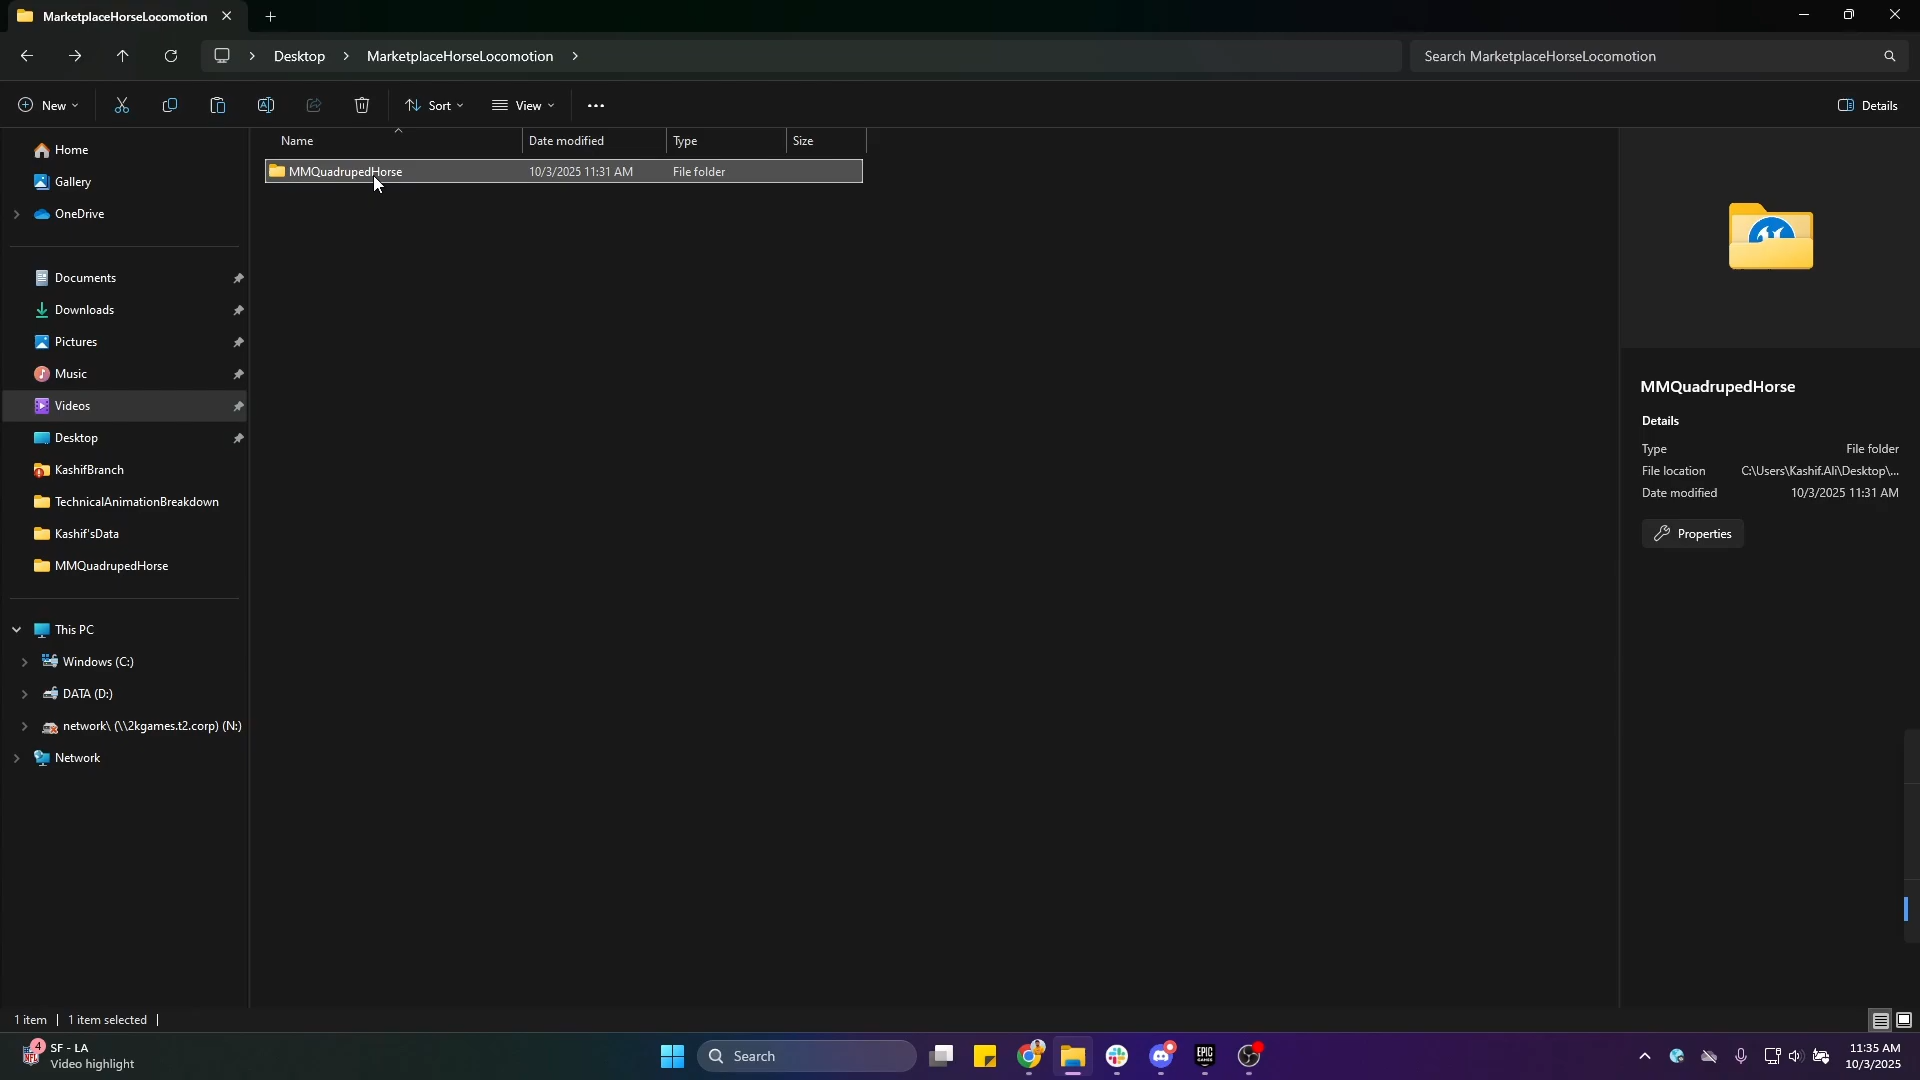 MarketplaceHorseLocomotion
Desktop
MarketplaceHorseLocomotion
Search MarketplaceHorseLocomotion
New
Sort
View
Details
Name
Date modified
Type
Size
Home
MMQuadrupedHorse
10/3/2025 11:31 AM
File folder
Gallery
OneDrive
Documents
Downloads
Pictures
Music
Videos
Desktop
KashifBranch
TechnicalAnimationBreakdown
Kashif'sData
MMQuadrupedHorse
This PC
Windows (C:)
DATA (D:)
network\ (\\2kgames.t2.corp) (N:)
Network
MMQuadrupedHorse
Details
Type
File folder
File location
C:\Users\Kashif.Ali\Desktop\...
Date modified
10/3/2025 11:31 AM
Properties
1 item
1 item selected
4
SF - LA
Video highlight
Search
EPIC
GAMES
11:35 AM
10/3/2025